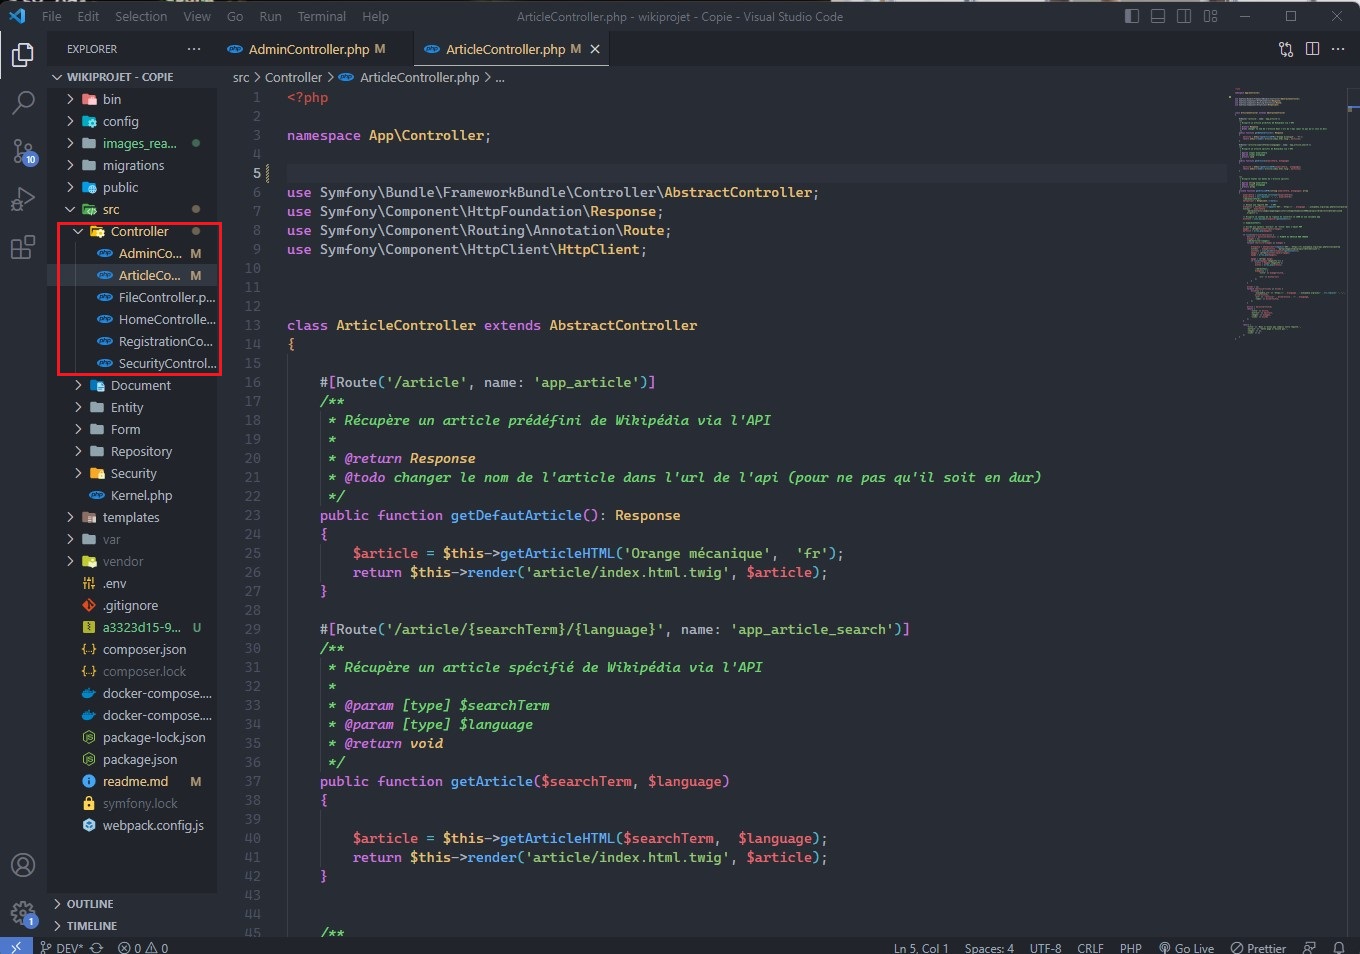 File Edit Selection View Go Run Terminal Help ArticleController.php - wikiprojet - Copie - Visual Studio Code
EXPLORER ···
AdminController.php M
ArticleController.php M
WIKIPROJET - COPIE
src > Controller > ArticleController.php > ...
bin
config
images_rea...
migrations
public
src
Controller
AdminCo... M
ArticleCo... M
FileController.p...
HomeControlle...
RegistrationCo...
SecurityControl...
Document
Entity
Form
Repository
Security
Kernel.php
templates
var
vendor
.env
.gitignore
a3323d15-9... U
composer.json
composer.lock
docker-compose....
docker-compose....
package-lock.json
package.json
readme.md M
symfony.lock
webpack.config.js
OUTLINE
TIMELINE
10
1
1 <?php
2
3 namespace App\Controller;
4
5
6 use Symfony\Bundle\FrameworkBundle\Controller\AbstractController;
7 use Symfony\Component\HttpFoundation\Response;
8 use Symfony\Component\Routing\Annotation\Route;
9 use Symfony\Component\HttpClient\HttpClient;
10
11
12
13 class ArticleController extends AbstractController
14 {
15
16 #[Route('/article', name: 'app_article')]
17 /**
18 * Récupère un article prédéfini de Wikipédia via l'API
19 *
20 * @return Response
21 * @todo changer le nom de l'article dans l'url de l'api (pour ne pas qu'il soit en dur)
22 */
23 public function getDefautArticle(): Response
24 {
25 $article = $this->getArticleHTML('Orange mécanique', 'fr');
26 return $this->render('article/index.html.twig', $article);
27 }
28
29 #[Route('/article/{searchTerm}/{language}', name: 'app_article_search')]
30 /**
31 * Récupère un article spécifié de Wikipédia via l'API
32 *
33 * @param [type] $searchTerm
34 * @param [type] $language
35 * @return void
36 */
37 public function getArticle($searchTerm, $language)
38 {
39
40 $article = $this->getArticleHTML($searchTerm, $language);
41 return $this->render('article/index.html.twig', $article);
42 }
43
44
45 /**
DEV* 0 0 Ln 5, Col 1 Spaces: 4 UTF-8 CRLF PHP Go Live Prettier